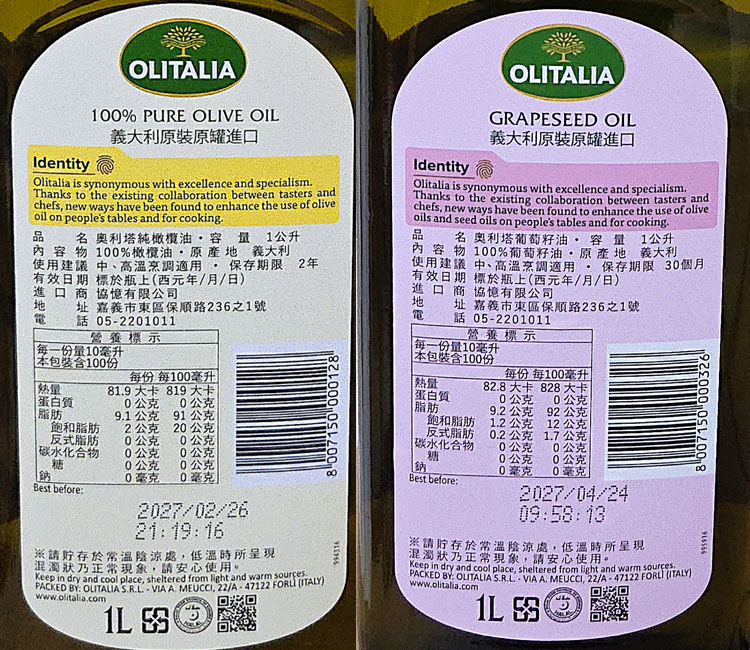 OLITALIA
100% PURE OLIVE OIL
義大利原裝原罐進口
Identity
Olitalia is synonymous with excellence and specialism.
Thanks to the existing collaboration between tasters and
chefs, new ways have been found to enhance the use of olive
oil on people's tables and for cooking.
品名 奧利塔純橄欖油・容量 1公升
內容物 100%橄欖油・原產地 義大利
使用建議 中、高溫烹調適用・保存期限 2年
有效日期 標於瓶上(西元年/月/日)
進口商 協憶有限公司
地址 嘉義市東區保順路236之1號
電話 05-2201011
營養標示
每一份量10毫升
本包裝含100份
每份 每100毫升
熱量 81.9 大卡 819 大卡
蛋白質 0 公克 0 公克
脂肪 9.1 公克 91 公克
飽和脂肪 2 公克 20 公克
反式脂肪 0 公克 0 公克
碳水化合物 0 公克 0 公克
糖 0 公克 0 公克
鈉 0 毫克 0 毫克
8 007150 000128
Best before:
2027/02/26
21:19:16
※請貯存於常溫陰涼處，低溫時所呈現
混濁狀乃正常現象，請安心使用。
Keep in dry and cool place, sheltered from light and warm sources.
PACKED BY: OLITALIA S.R.L. - VIA A. MEUCCI, 22/A - 47122 FORLÌ (ITALY)
www.olitalia.com
994316
1L
HALAL
OLITALIA
GRAPESEED OIL
義大利原裝原罐進口
Identity
Olitalia is synonymous with excellence and specialism.
Thanks to the existing collaboration between tasters and
chefs, new ways have been found to enhance the use of olive
oils and seed oils on people's tables and for cooking.
品名 奧利塔葡萄籽油・容量 1公升
內容物 100%葡萄籽油・原產地 義大利
使用建議 中、高溫烹調適用・保存期限 30個月
有效日期 標於瓶上(西元年/月/日)
進口商 協憶有限公司
地址 嘉義市東區保順路236之1號
電話 05-2201011
營養標示
每一份量10毫升
本包裝含100份
每份 每100毫升
熱量 82.8 大卡 828 大卡
蛋白質 0 公克 0 公克
脂肪 9.2 公克 92 公克
飽和脂肪 1.2 公克 12 公克
反式脂肪 0.2 公克 1.7 公克
碳水化合物 0 公克 0 公克
糖 0 公克 0 公克
鈉 0 毫克 0 毫克
8 007150 000326
Best before:
2027/04/24
09:58:13
※請貯存於常溫陰涼處，低溫時所呈現
混濁狀乃正常現象，請安心使用。
Keep in dry and cool place, sheltered from light and warm sources.
PACKED BY: OLITALIA S.R.L. - VIA A. MEUCCI, 22/A - 47122 FORLÌ (ITALY)
www.olitalia.com
995916
1L
HALAL